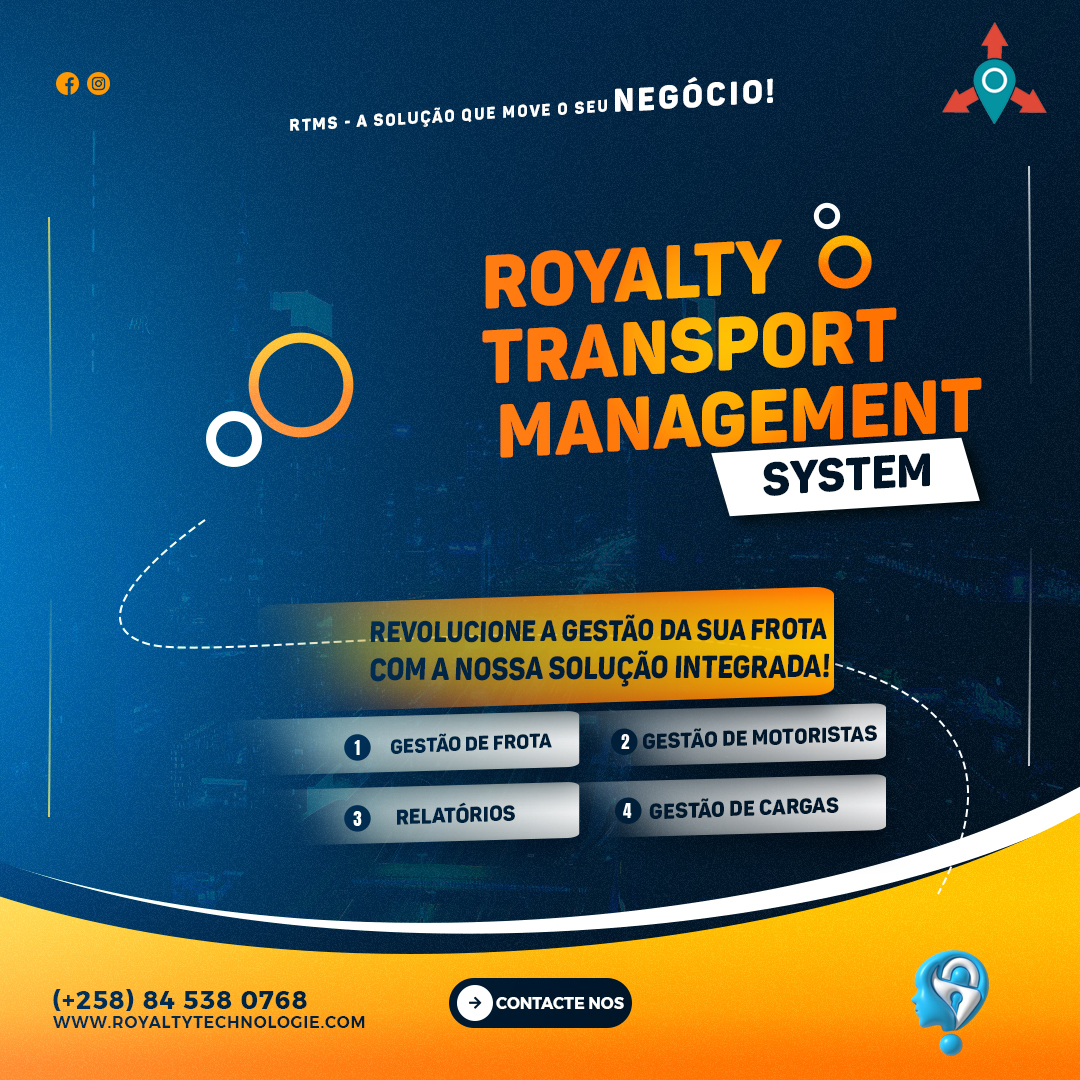 RTMS - A SOLUÇÃO QUE MOVE O SEU NEGÓCIO!
ROYALTY
TRANSPORT
MANAGEMENT
SYSTEM
REVOLUCIONE A GESTÃO DA SUA FROTA
COM A NOSSA SOLUÇÃO INTEGRADA!
1 GESTÃO DE FROTA
2 GESTÃO DE MOTORISTAS
3 RELATÓRIOS
4 GESTÃO DE CARGAS
(+258) 84 538 0768
WWW.ROYALTYTECHNOLOGIE.COM
CONTACTE NOS